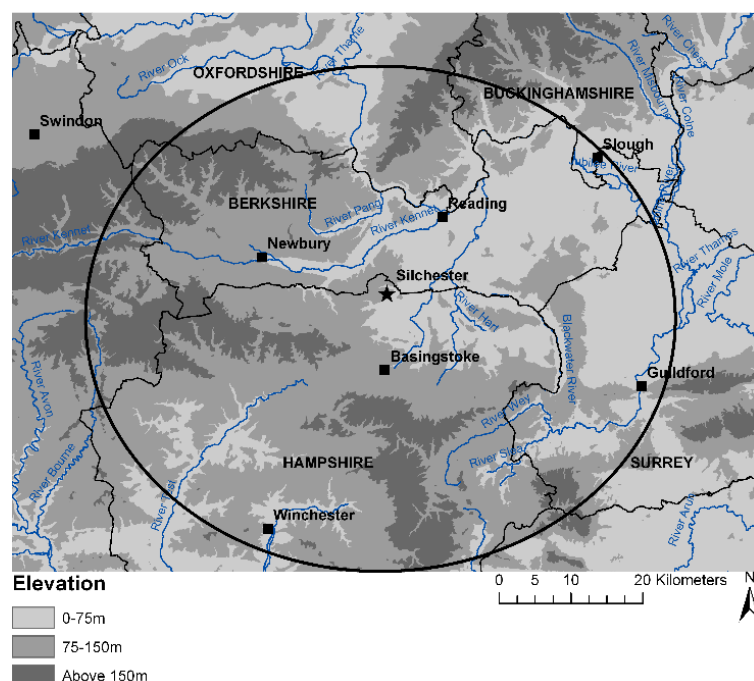 River Ock
River Thame
OXFORDSHIRE
BUCKINGHAMSHIRE
River Misbourne
River Chess
River Colne
Swindon
Slough
Jubilee River
BERKSHIRE
River Pang
River Kennet
Reading
River Kennet
Newbury
River Thames
River Mole
Silchester
River Hart
Blackwater River
Basingstoke
Guildford
River Avon
River Bourne
River Test
River Wey
River Slea
HAMPSHIRE
SURREY
Winchester
River Arun
Elevation
0-75m
75-150m
Above 150m
0 5 10 20 Kilometers
N